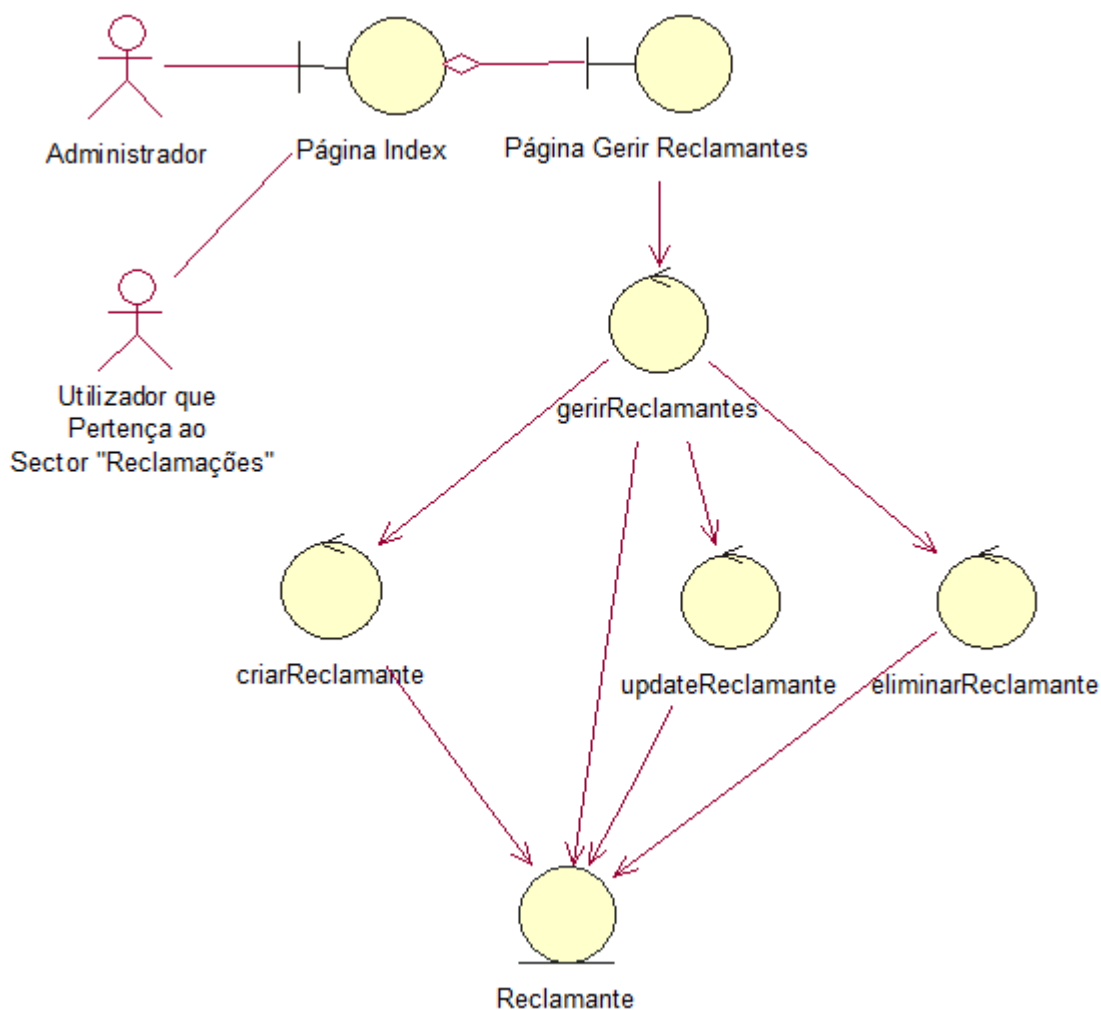 Administrador
Página Index
Página Gerir Reclamantes
Utilizador que
Pertença ao
Sector "Reclamações"
gerirReclamantes
criarReclamante
updateReclamante
eliminarReclamante
Reclamante